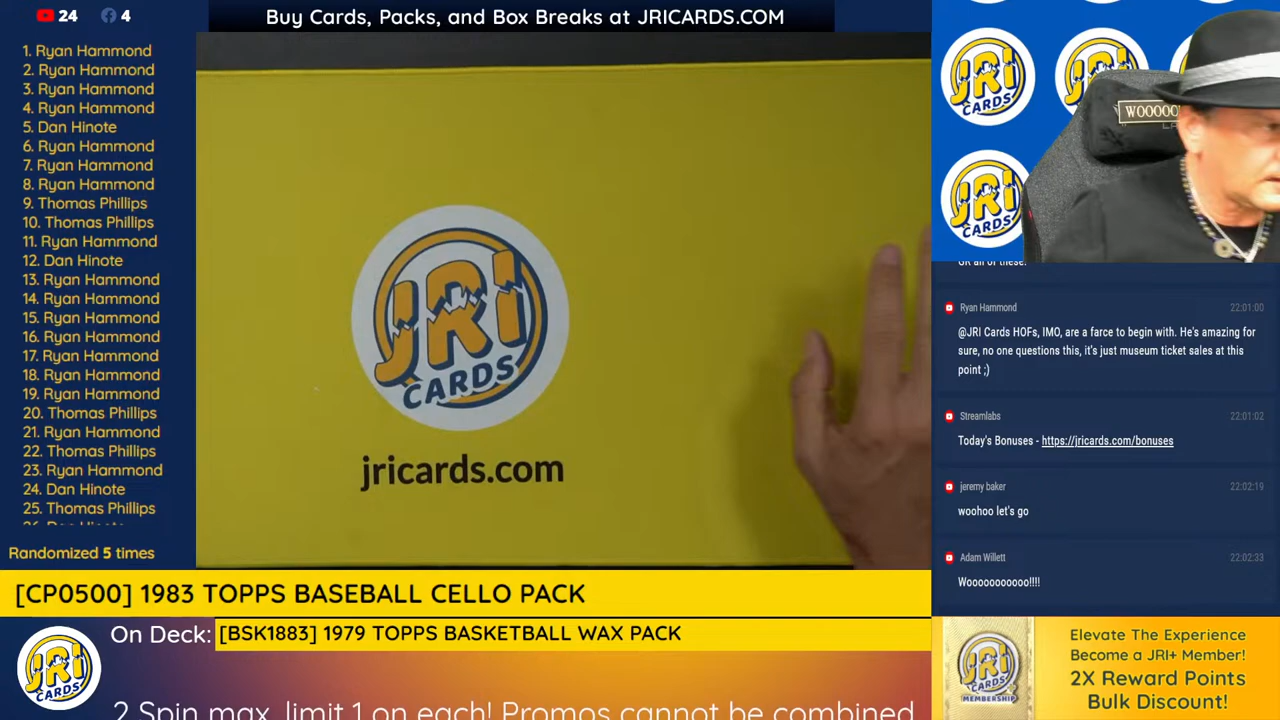 24
4
Buy Cards, Packs, and Box Breaks at JRICARDS.COM
1. Ryan Hammond
2. Ryan Hammond
3. Ryan Hammond
4. Ryan Hammond
5. Dan Hinote
6. Ryan Hammond
7. Ryan Hammond
8. Ryan Hammond
9. Thomas Phillips
10. Thomas Phillips
11. Ryan Hammond
12. Dan Hinote
13. Ryan Hammond
14. Ryan Hammond
15. Ryan Hammond
16. Ryan Hammond
17. Ryan Hammond
18. Ryan Hammond
19. Ryan Hammond
20. Thomas Phillips
21. Ryan Hammond
22. Thomas Phillips
23. Ryan Hammond
24. Dan Hinote
25. Thomas Phillips
Randomized 5 times
JRI
CARDS
jricards.com
JRI
CARDS
JRI
CARDS
JRI
CARDS
GR all of these.
Ryan Hammond 22:01:00
@JRI Cards HOFs, IMO, are a farce to begin with. He's amazing for
sure, no one questions this, it's just museum ticket sales at this
point ;)
Streamlabs 22:01:02
Today's Bonuses - https://jricards.com/bonuses
jeremy baker 22:02:19
woohoo let's go
Adam Willett 22:02:33
Wooooooooooo!!!!
[CP0500] 1983 TOPPS BASEBALL CELLO PACK
On Deck: [BSK1883] 1979 TOPPS BASKETBALL WAX PACK
JRI
CARDS
2 Spin max, limit 1 on each! Promos cannot be combined
JRI
CARDS
MEMBERSHIP
Elevate The Experience
Become a JRI+ Member!
2X Reward Points
Bulk Discount!